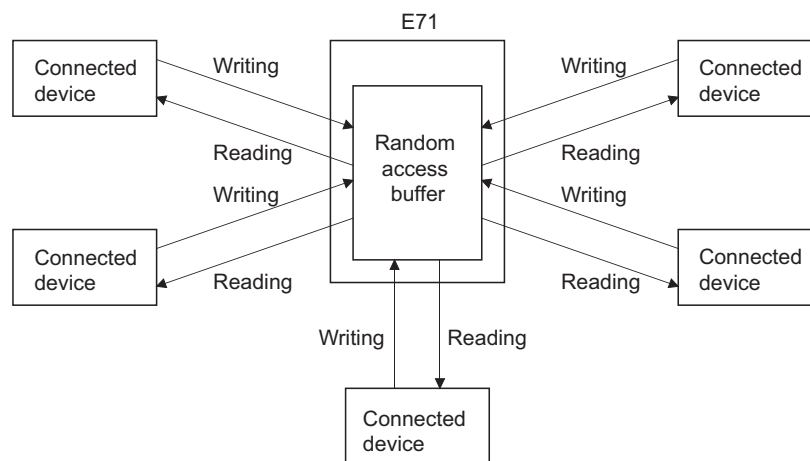 E71
Connected
device
Writing
Reading
Writing
Reading
Connected
device
Random
access
buffer
Writing
Reading
Writing
Reading
Connected
device
Connected
device
Writing
Reading
Connected
device